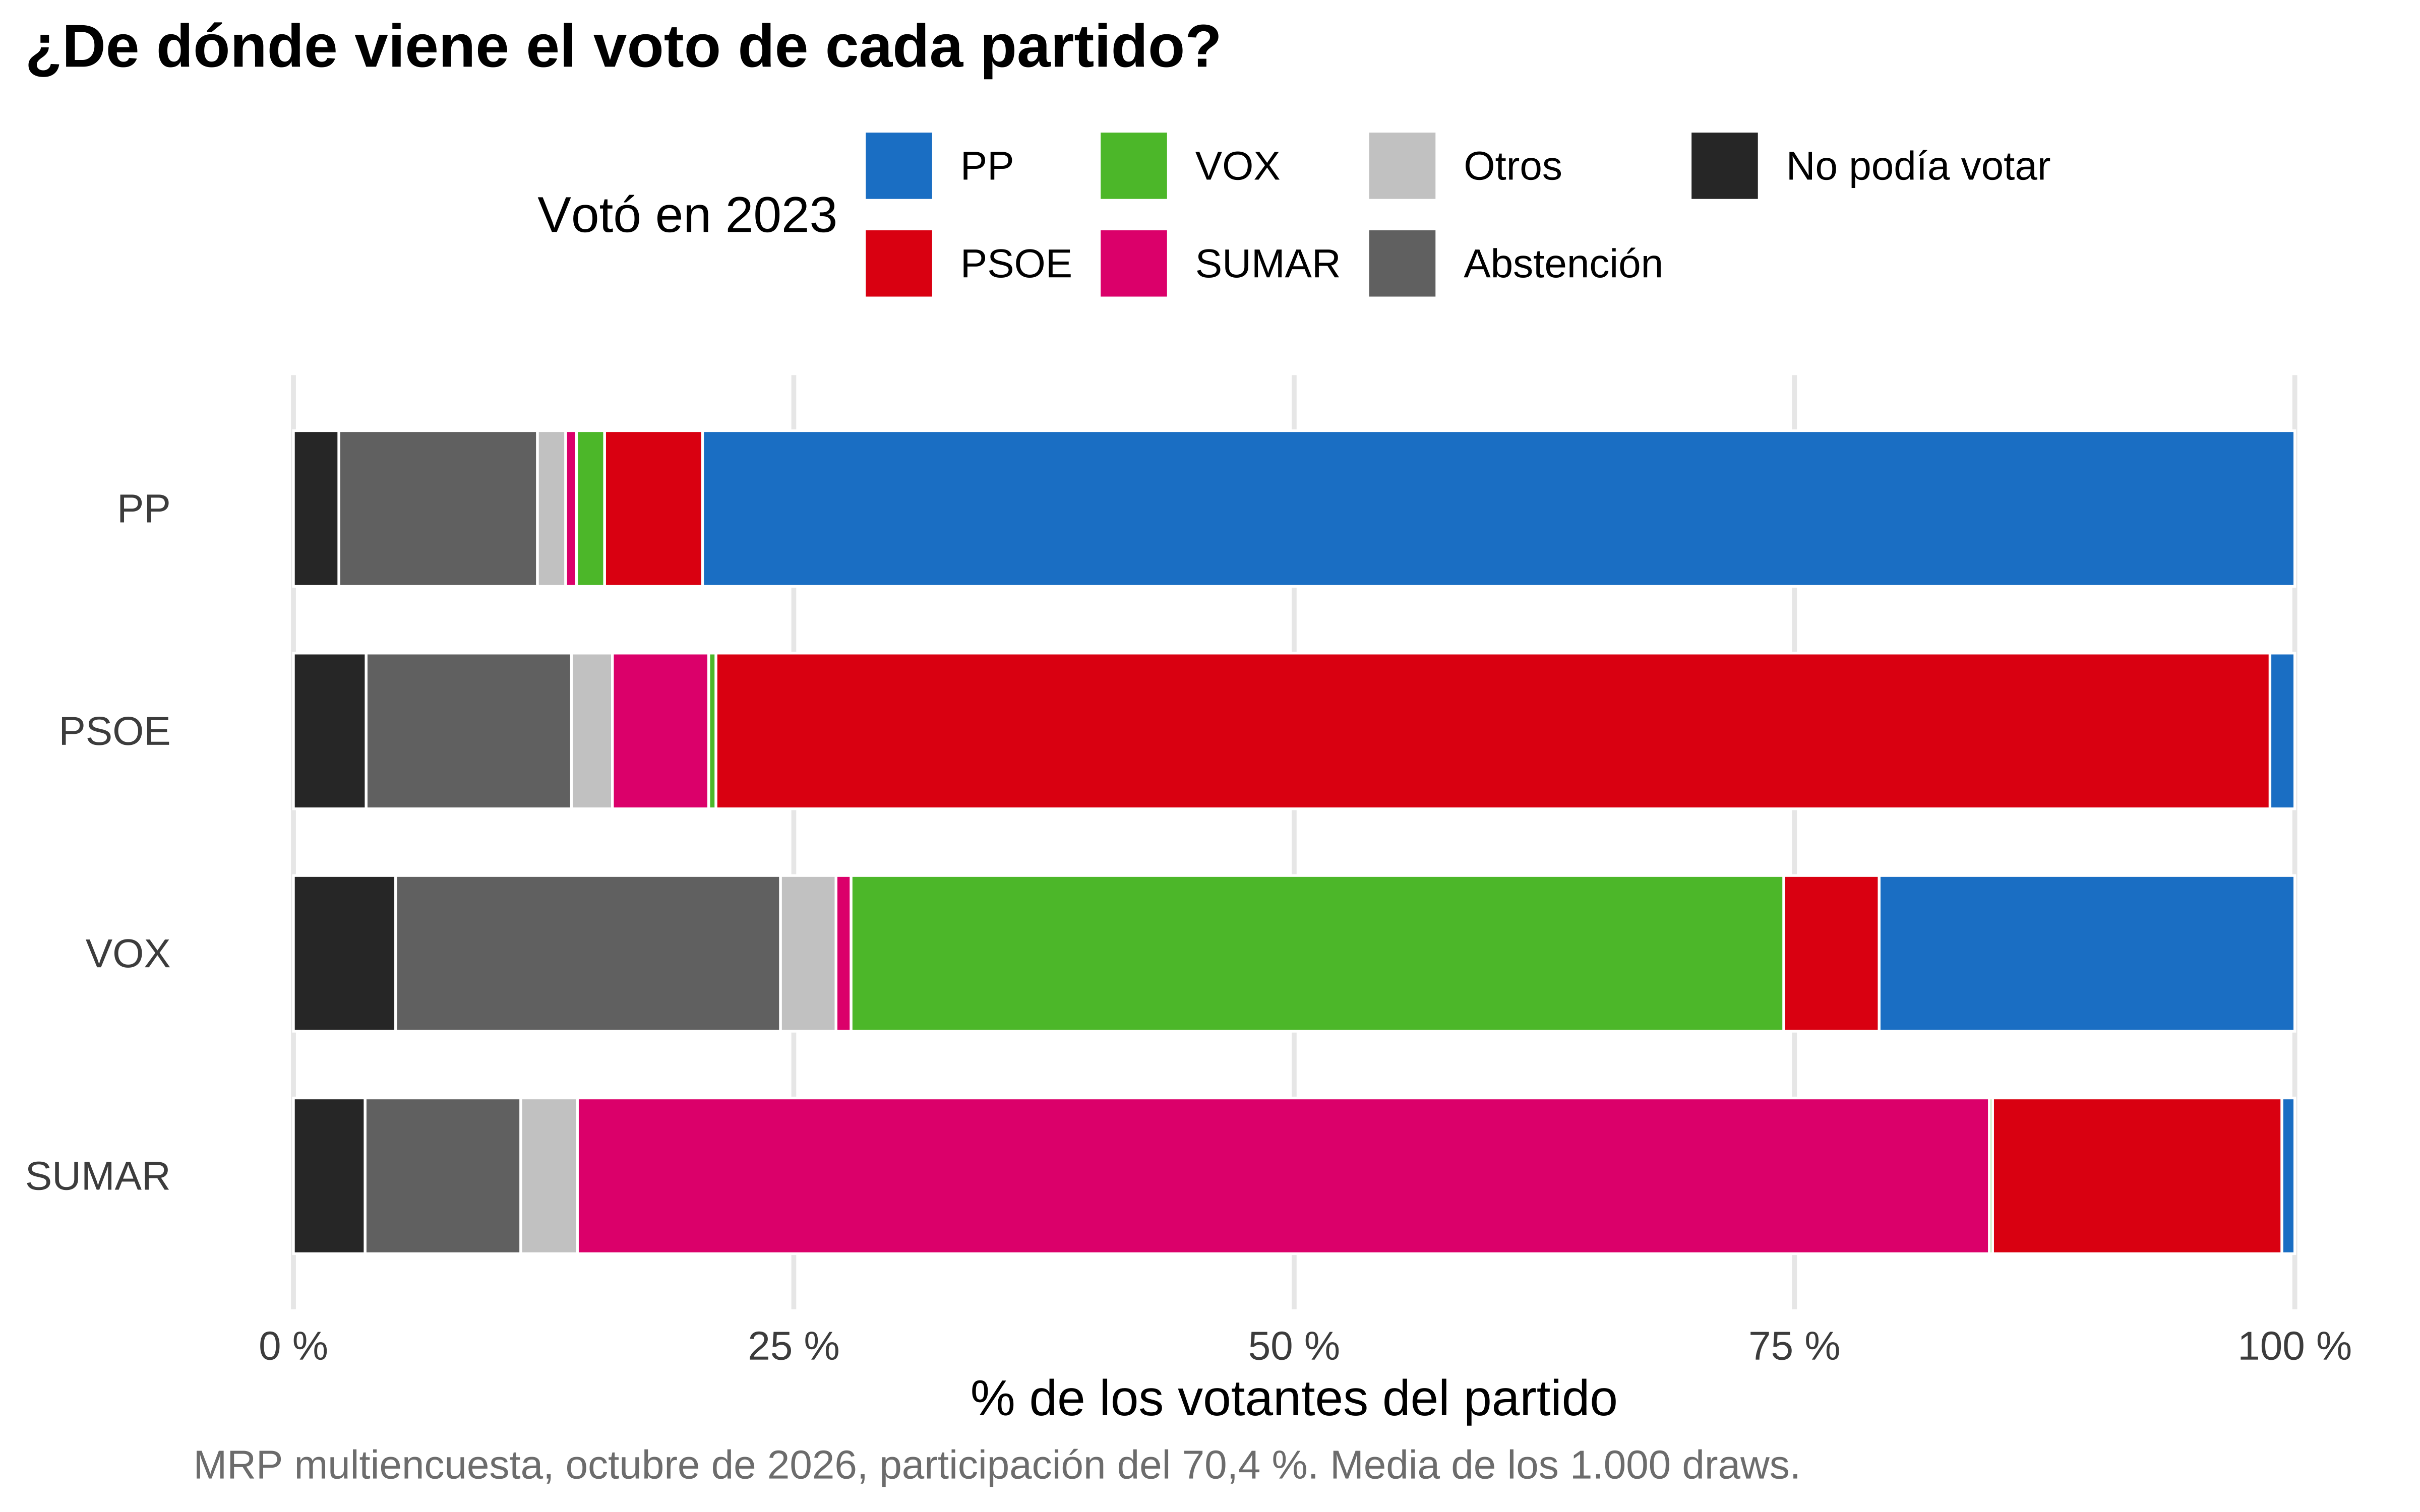 ¿De dónde viene el voto de cada partido?
Votó en 2023
PP
VOX
Otros
No podía votar
PSOE
SUMAR
Abstención
PP
PSOE
VOX
SUMAR
0 %
25 %
50 %
75 %
100 %
% de los votantes del partido
MRP multiencuesta, octubre de 2026, participación del 70,4 %. Media de los 1.000 draws.